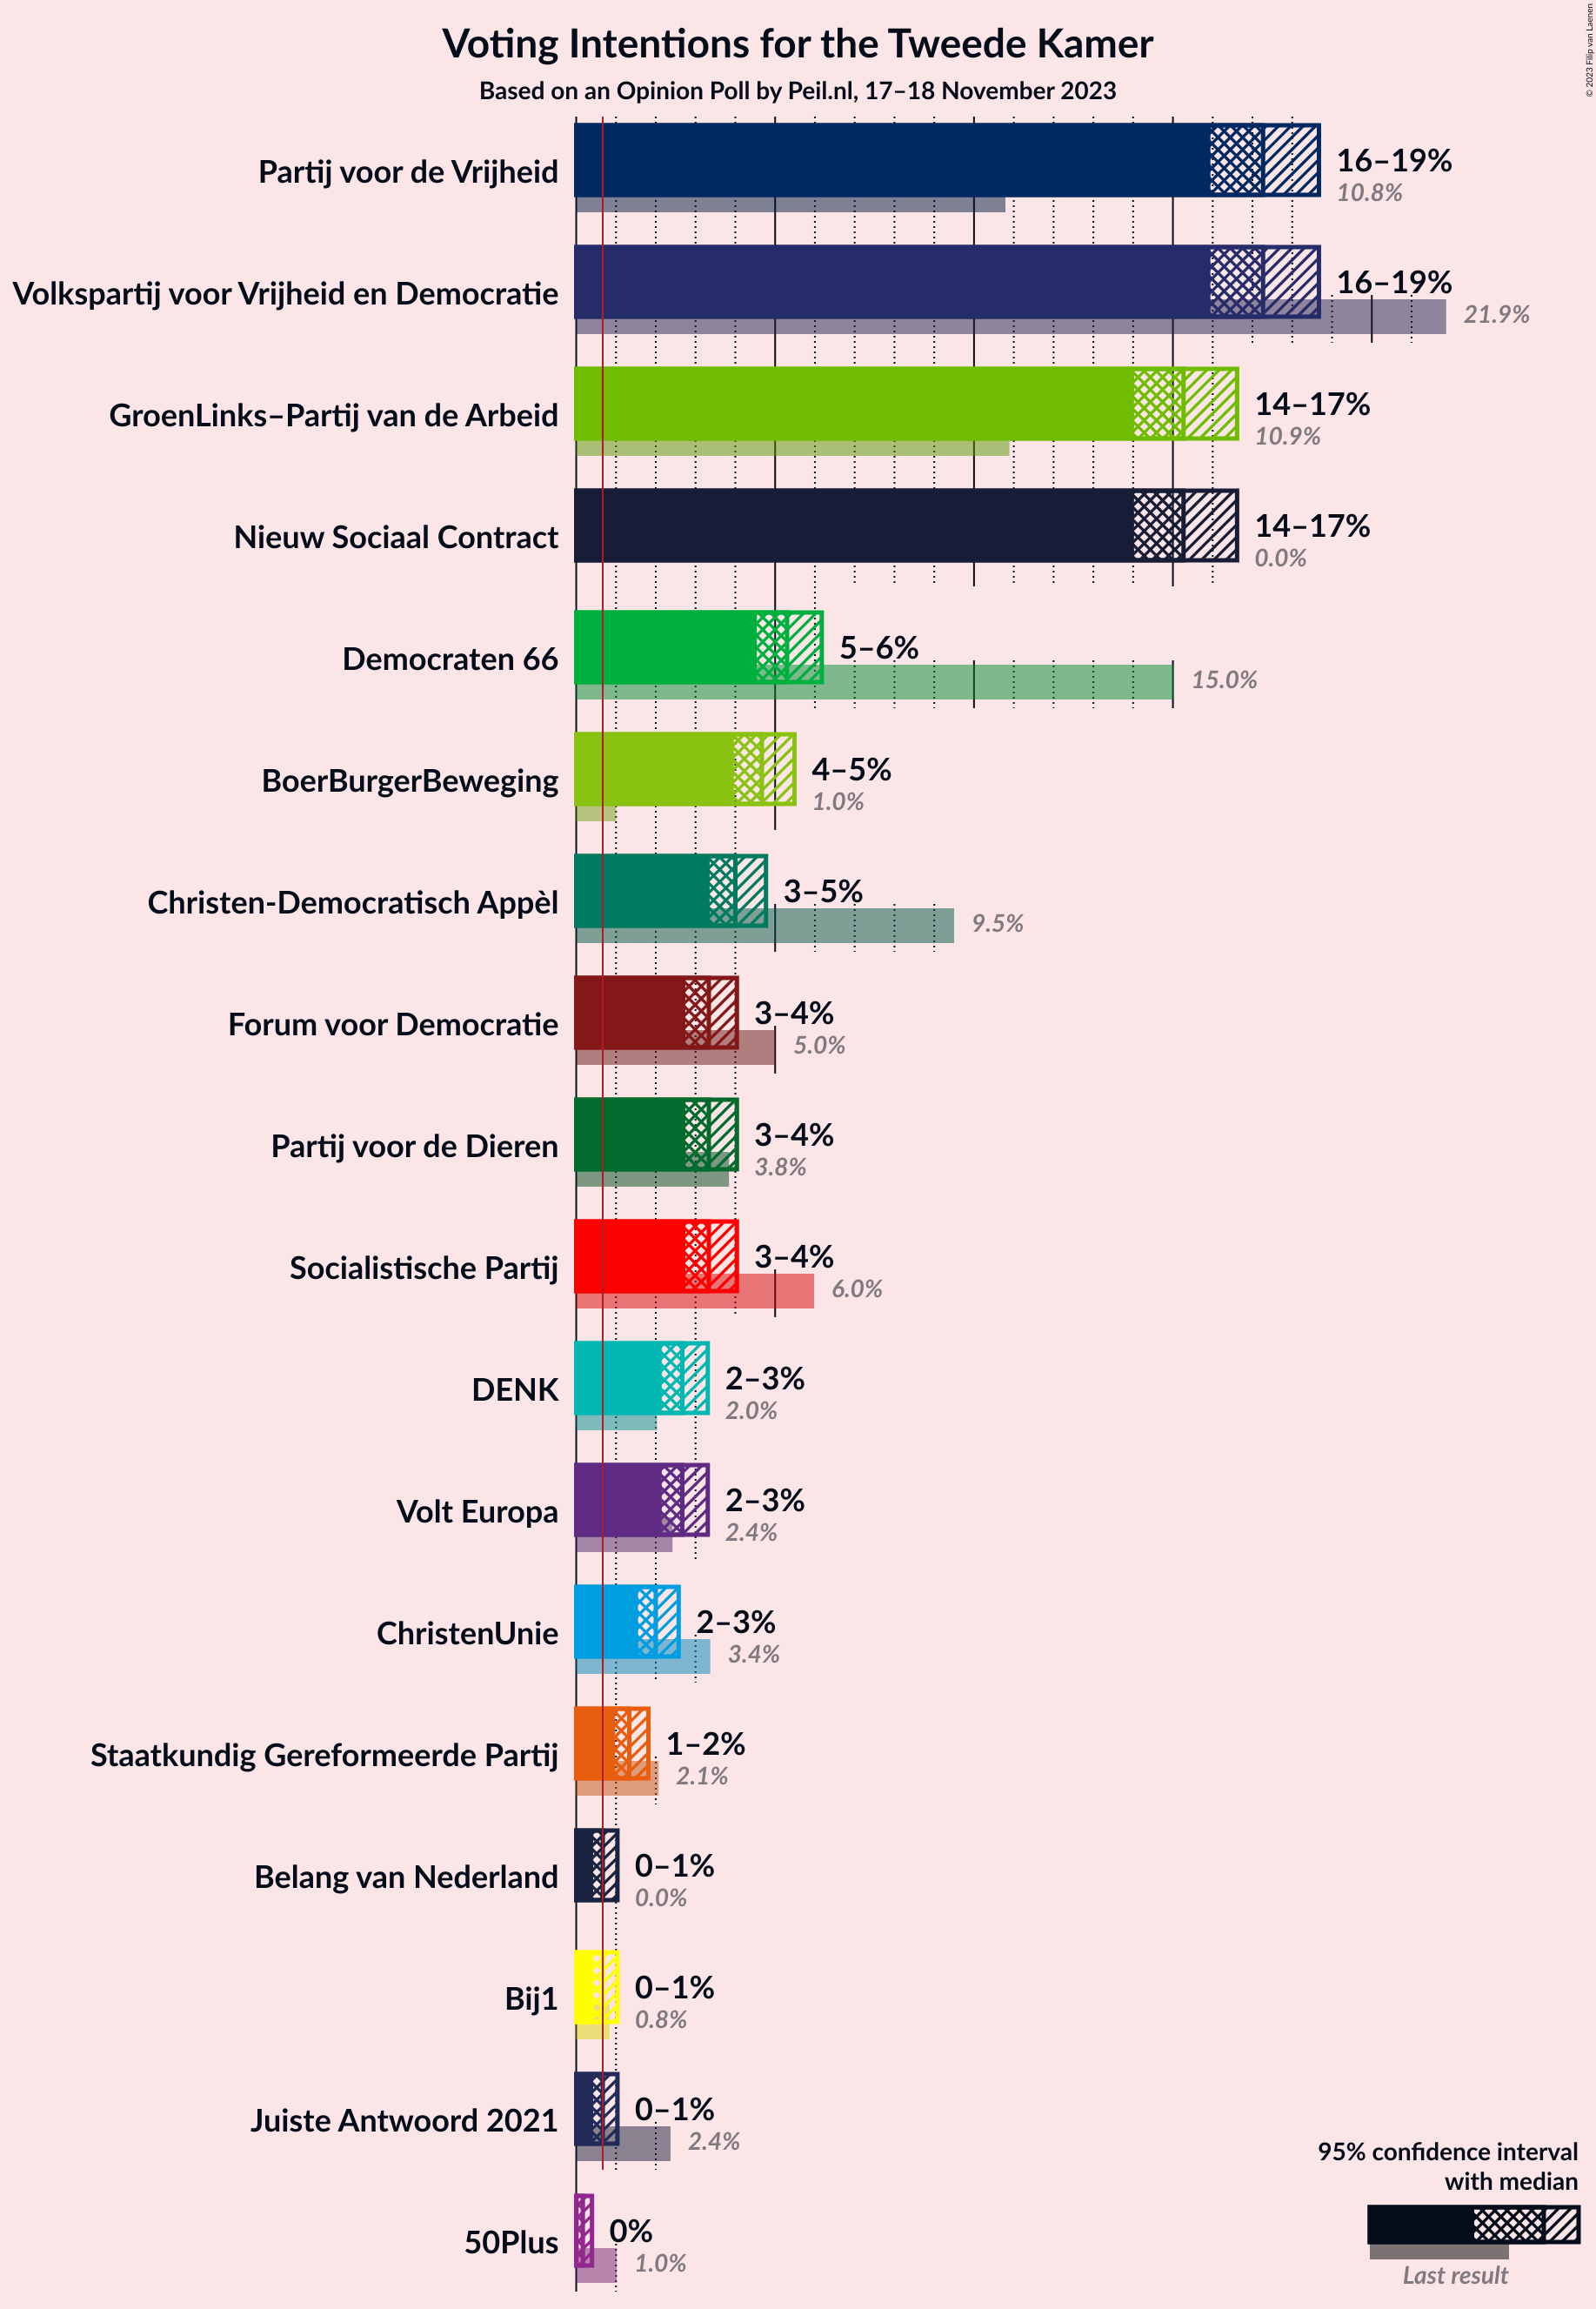 Voting Intentions for the Tweede Kamer
Based on an Opinion Poll by Peil.nl, 17–18 November 2023
© 2023 Filip van Laenen
Partij voor de Vrijheid
16–19%
10.8%
Volkspartij voor Vrijheid en Democratie
16–19%
21.9%
GroenLinks–Partij van de Arbeid
14–17%
10.9%
Nieuw Sociaal Contract
14–17%
0.0%
Democraten 66
5–6%
15.0%
BoerBurgerBeweging
4–5%
1.0%
Christen-Democratisch Appèl
3–5%
9.5%
Forum voor Democratie
3–4%
5.0%
Partij voor de Dieren
3–4%
3.8%
Socialistische Partij
3–4%
6.0%
DENK
2–3%
2.0%
Volt Europa
2–3%
2.4%
ChristenUnie
2–3%
3.4%
Staatkundig Gereformeerde Partij
1–2%
2.1%
Belang van Nederland
0–1%
0.0%
Bij1
0–1%
0.8%
Juiste Antwoord 2021
0–1%
2.4%
50Plus
0%
1.0%
95% confidence interval
with median
Last result